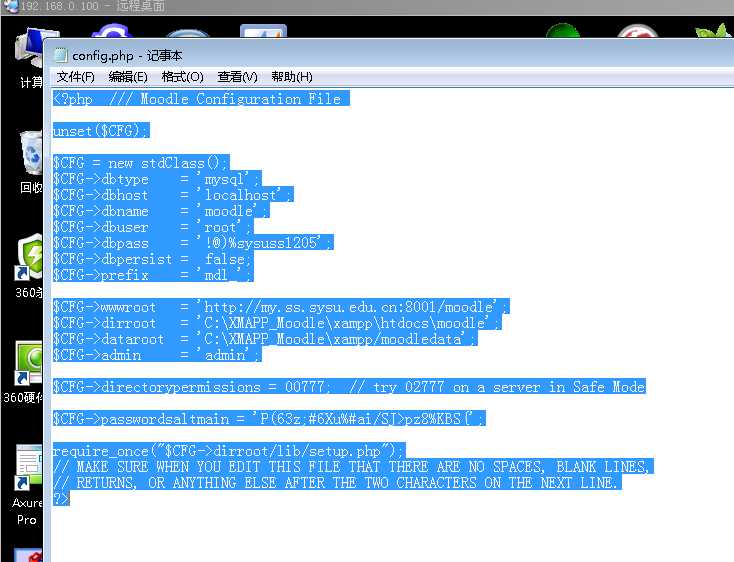 192.168.0.100 - 远程桌面
config.php - 记事本
文件(F) 编辑(E) 格式(O) 查看(V) 帮助(H)
计算
回收
360杀
360硬件
Axure
Pro
<?php  /// Moodle Configuration File
unset($CFG);
$CFG = new stdClass();
$CFG->dbtype    = 'mysql';
$CFG->dbhost    = 'localhost';
$CFG->dbname    = 'moodle';
$CFG->dbuser    = 'root';
$CFG->dbpass    = '!@)%sysuss1205';
$CFG->dbpersist =  false;
$CFG->prefix    = 'mdl_';
$CFG->wwwroot   = 'http://my.ss.sysu.edu.cn:8001/moodle';
$CFG->dirroot   = 'C:\XMAPP_Moodle\xampp\htdocs\moodle';
$CFG->dataroot  = 'C:\XMAPP_Moodle\xampp/moodledata';
$CFG->admin     = 'admin';
$CFG->directorypermissions = 00777;  // try 02777 on a server in Safe Mode
$CFG->passwordsaltmain = 'P(63z;#6Xu%#ai/SJ>pz8%KBS{';
require_once("$CFG->dirroot/lib/setup.php");
// MAKE SURE WHEN YOU EDIT THIS FILE THAT THERE ARE NO SPACES, BLANK LINES,
// RETURNS, OR ANYTHING ELSE AFTER THE TWO CHARACTERS ON THE NEXT LINE.
?>